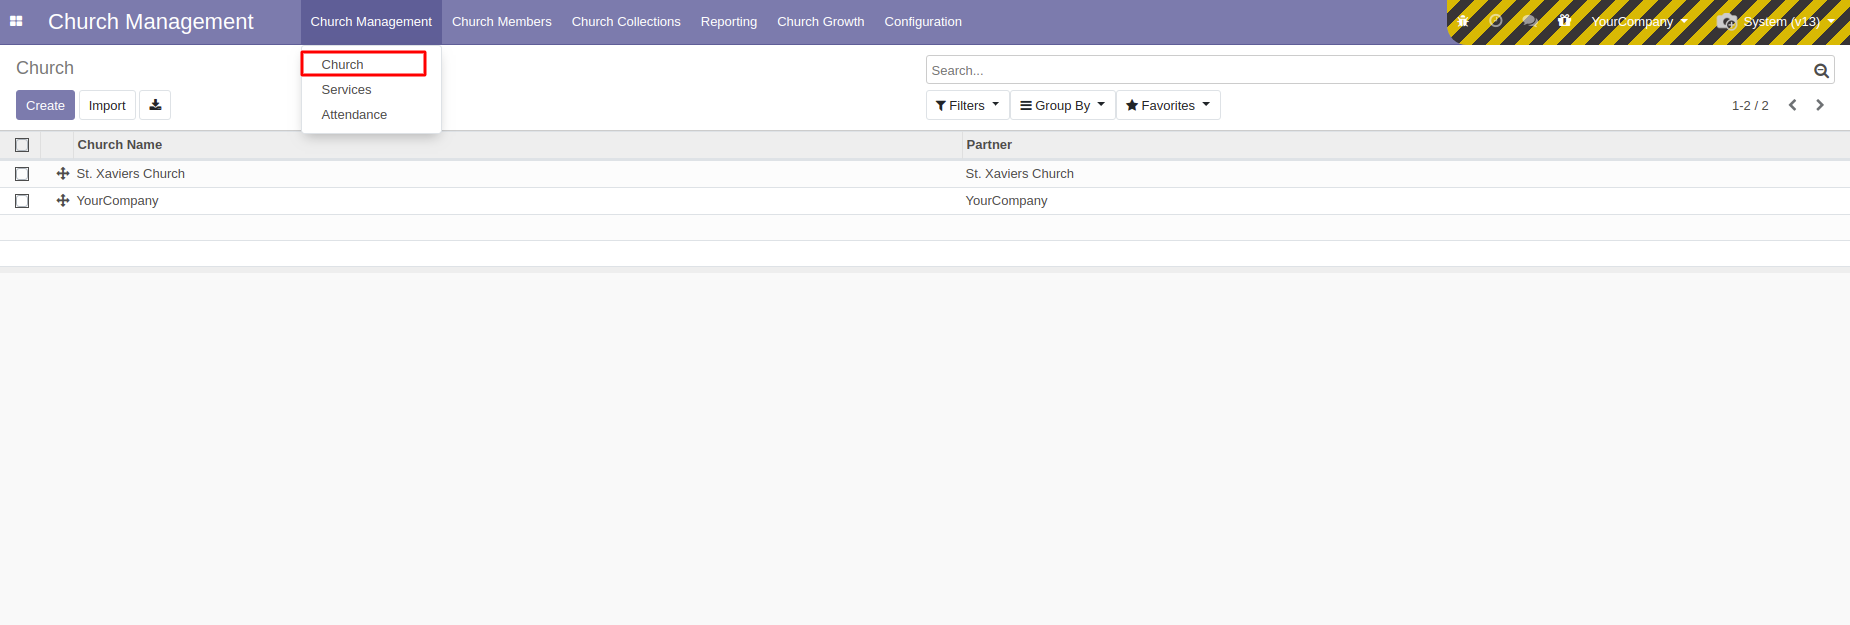 Church Management Church Management Church Members Church Collections Reporting Church Growth Configuration YourCompany System (v13)
Church
Church
Search...
Services
Create Import Filters Group By Favorites 1-2 / 2
Attendance
Church Name Partner
St. Xaviers Church St. Xaviers Church
YourCompany YourCompany